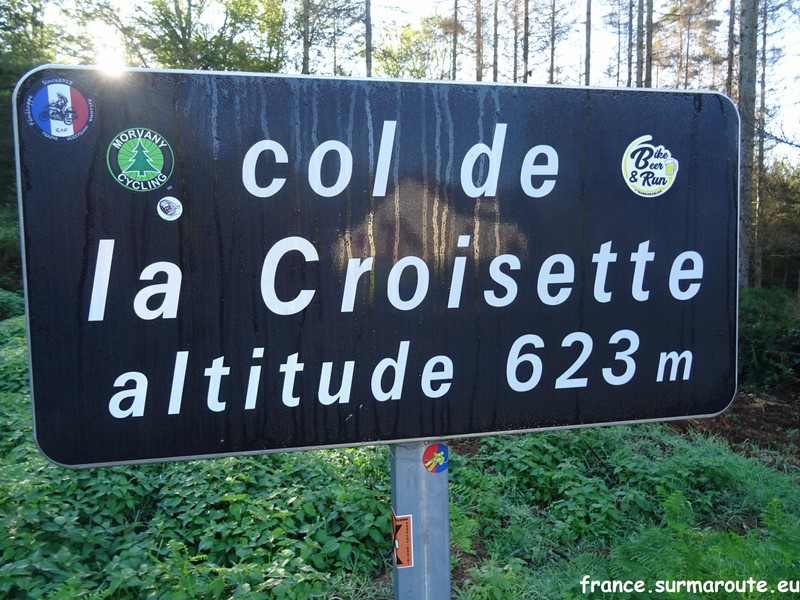 col de
la Croisette
altitude 623 m
MORVANY
CYCLING
Bike
Beer
& Run
france.surmaroute.eu